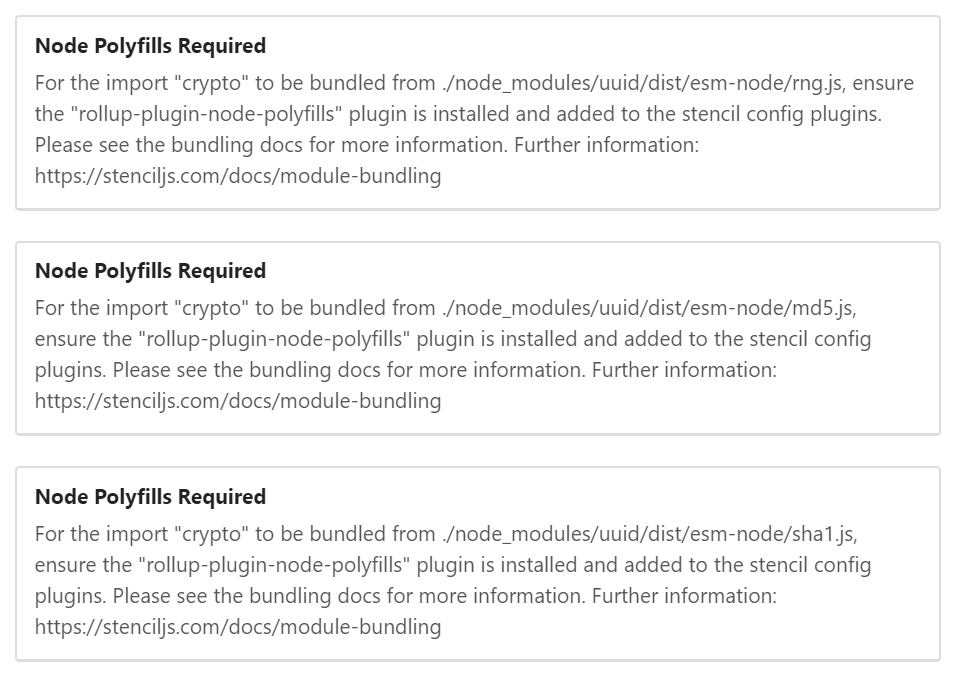 Node Polyfills Required
For the import "crypto" to be bundled from ./node_modules/uuid/dist/esm-node/rng.js, ensure
the "rollup-plugin-node-polyfills" plugin is installed and added to the stencil config plugins.
Please see the bundling docs for more information. Further information:
https://stenciljs.com/docs/module-bundling
Node Polyfills Required
For the import "crypto" to be bundled from ./node_modules/uuid/dist/esm-node/md5.js,
ensure the "rollup-plugin-node-polyfills" plugin is installed and added to the stencil config
plugins. Please see the bundling docs for more information. Further information:
https://stenciljs.com/docs/module-bundling
Node Polyfills Required
For the import "crypto" to be bundled from ./node_modules/uuid/dist/esm-node/sha1.js,
ensure the "rollup-plugin-node-polyfills" plugin is installed and added to the stencil config
plugins. Please see the bundling docs for more information. Further information:
https://stenciljs.com/docs/module-bundling